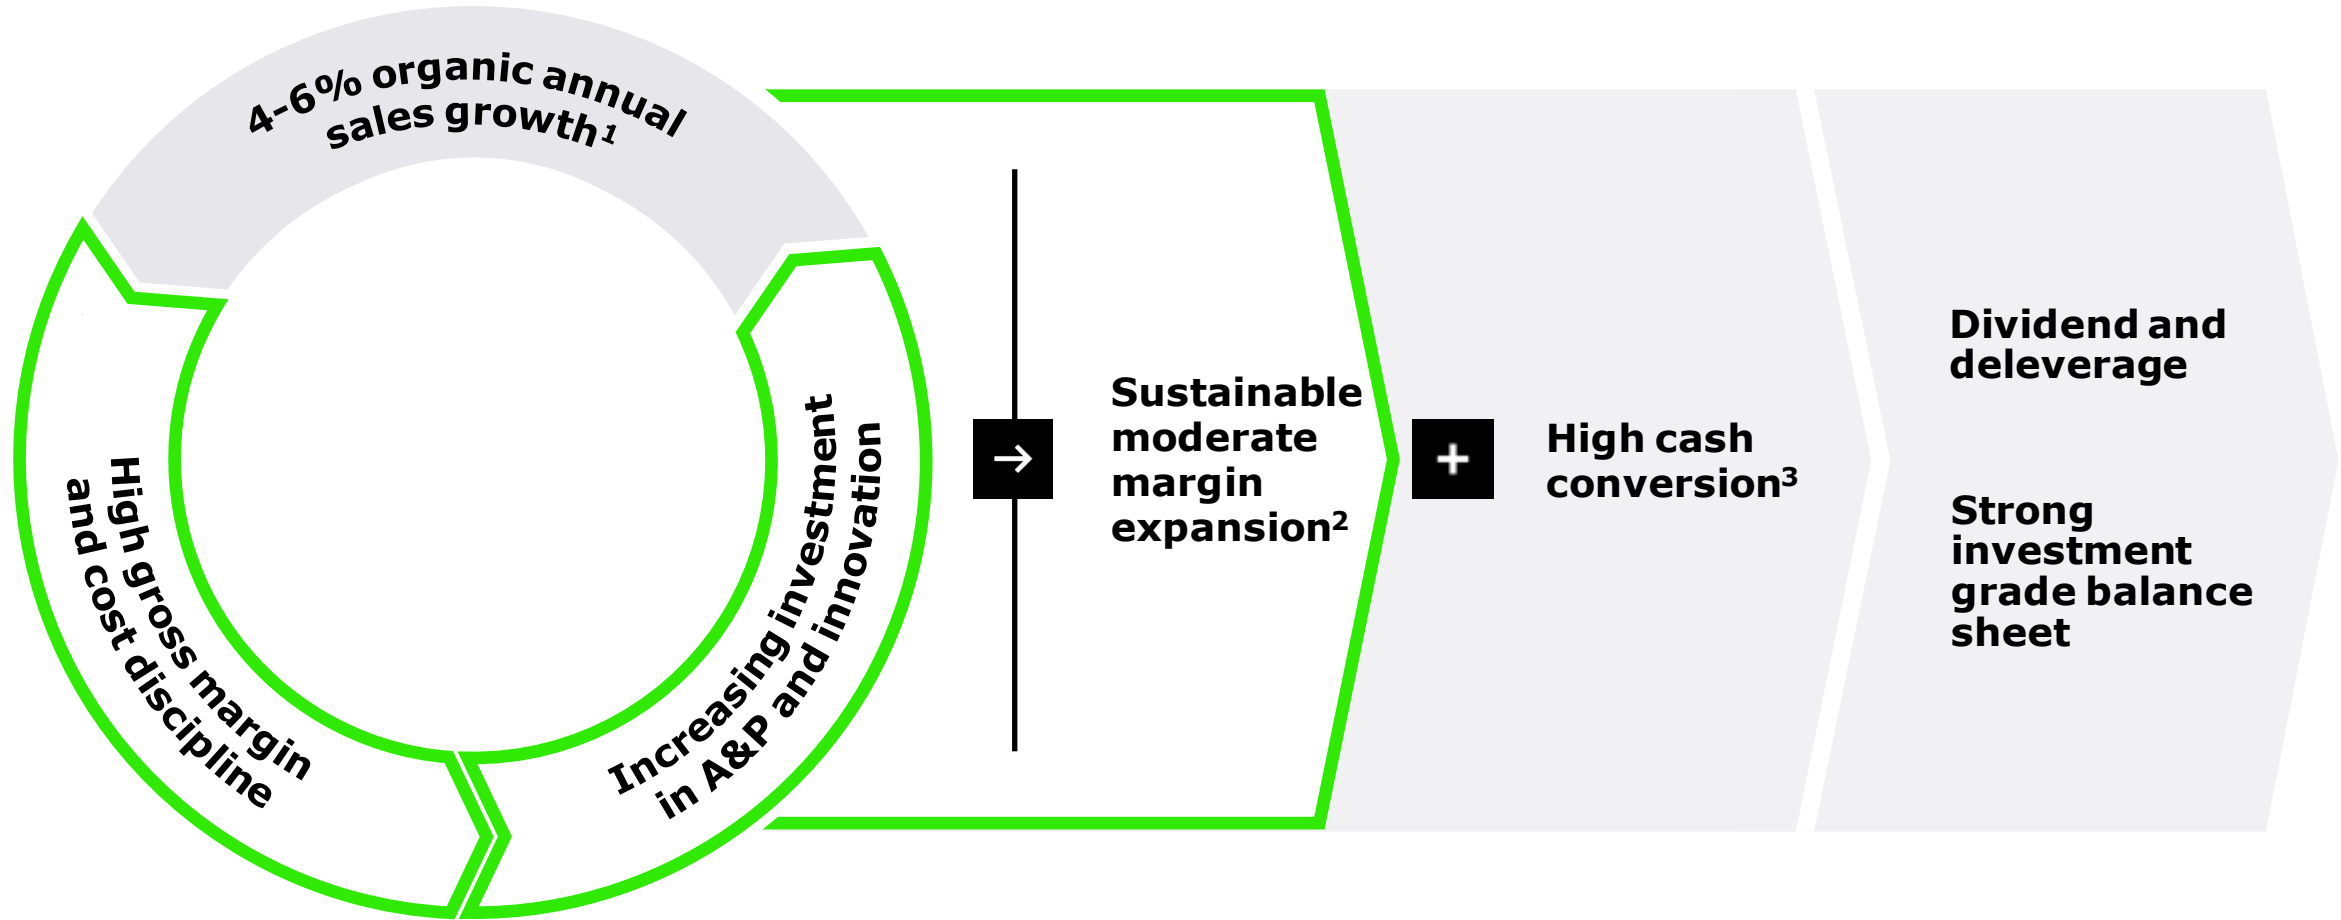 4–6% organic annual
sales growth¹
High gross margin
and cost discipline
Increasing investment
in A&P and innovation
Sustainable
moderate
margin
expansion²
High cash
conversion³
Dividend and
deleverage
Strong
investment
grade balance
sheet